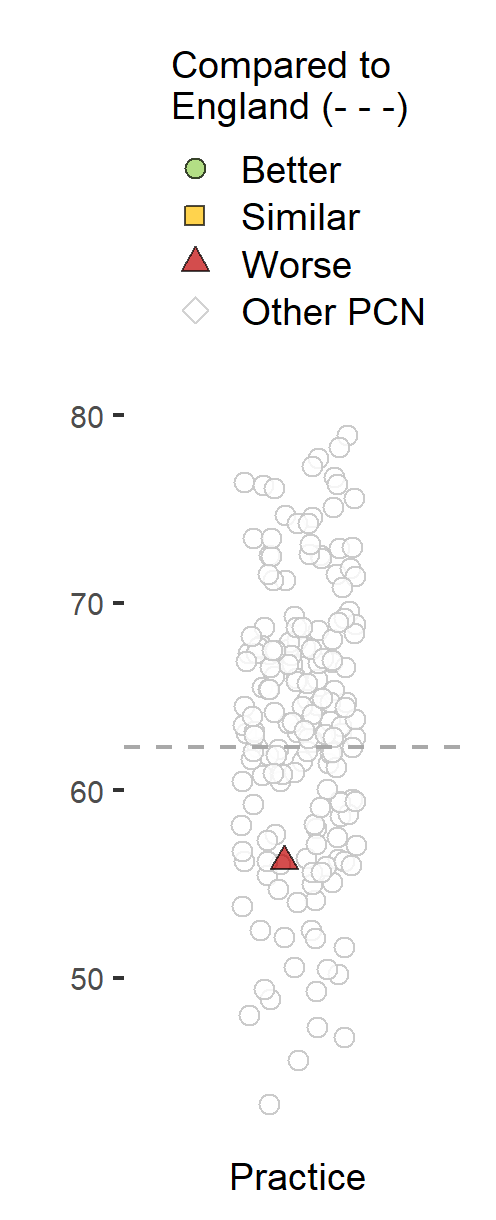 Compared to
England (- - -)
Better
Similar
Worse
Other PCN
80
70
60
50
Practice